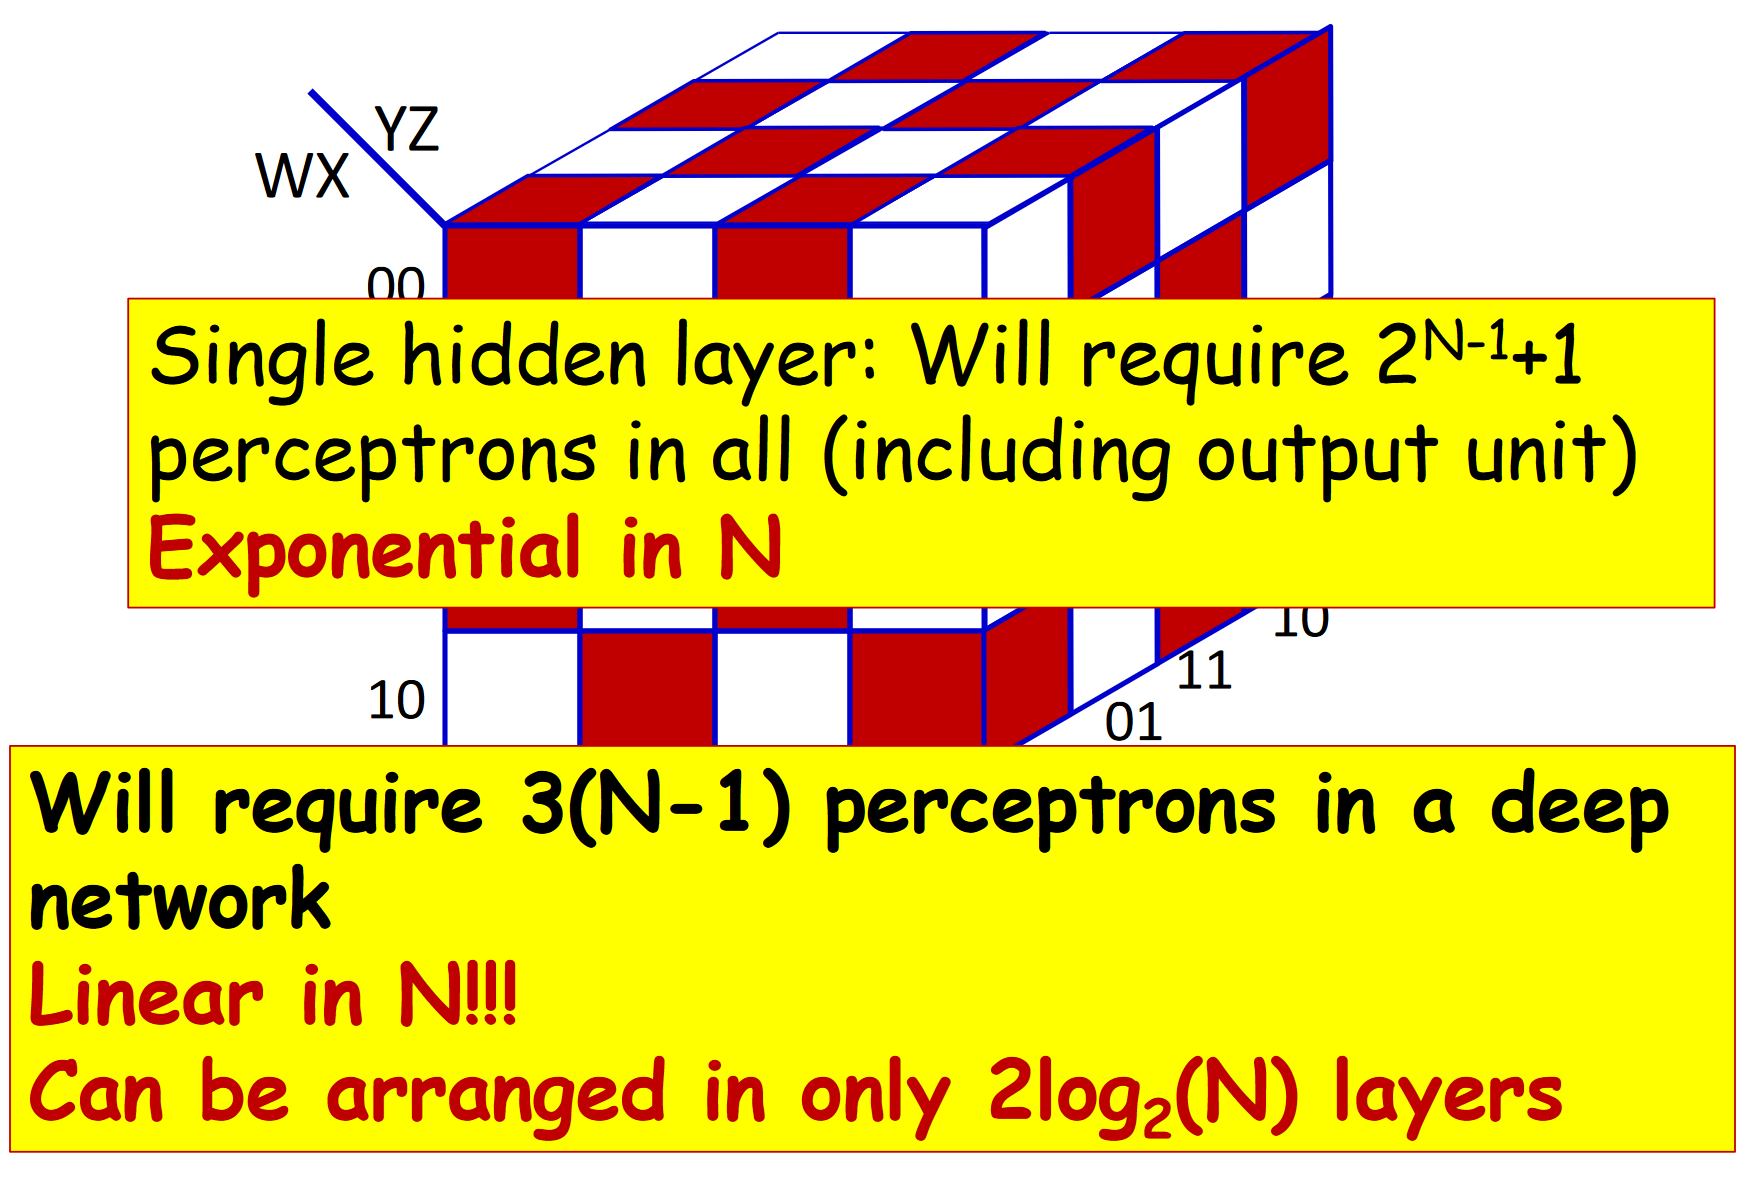 YZ
WX
00
Single hidden layer: Will require 2^{N-1}+1
perceptrons in all (including output unit)
Exponential in N
10
11
10
01
Will require 3(N-1) perceptrons in a deep
network
Linear in N!!!
Can be arranged in only 2log₂(N) layers